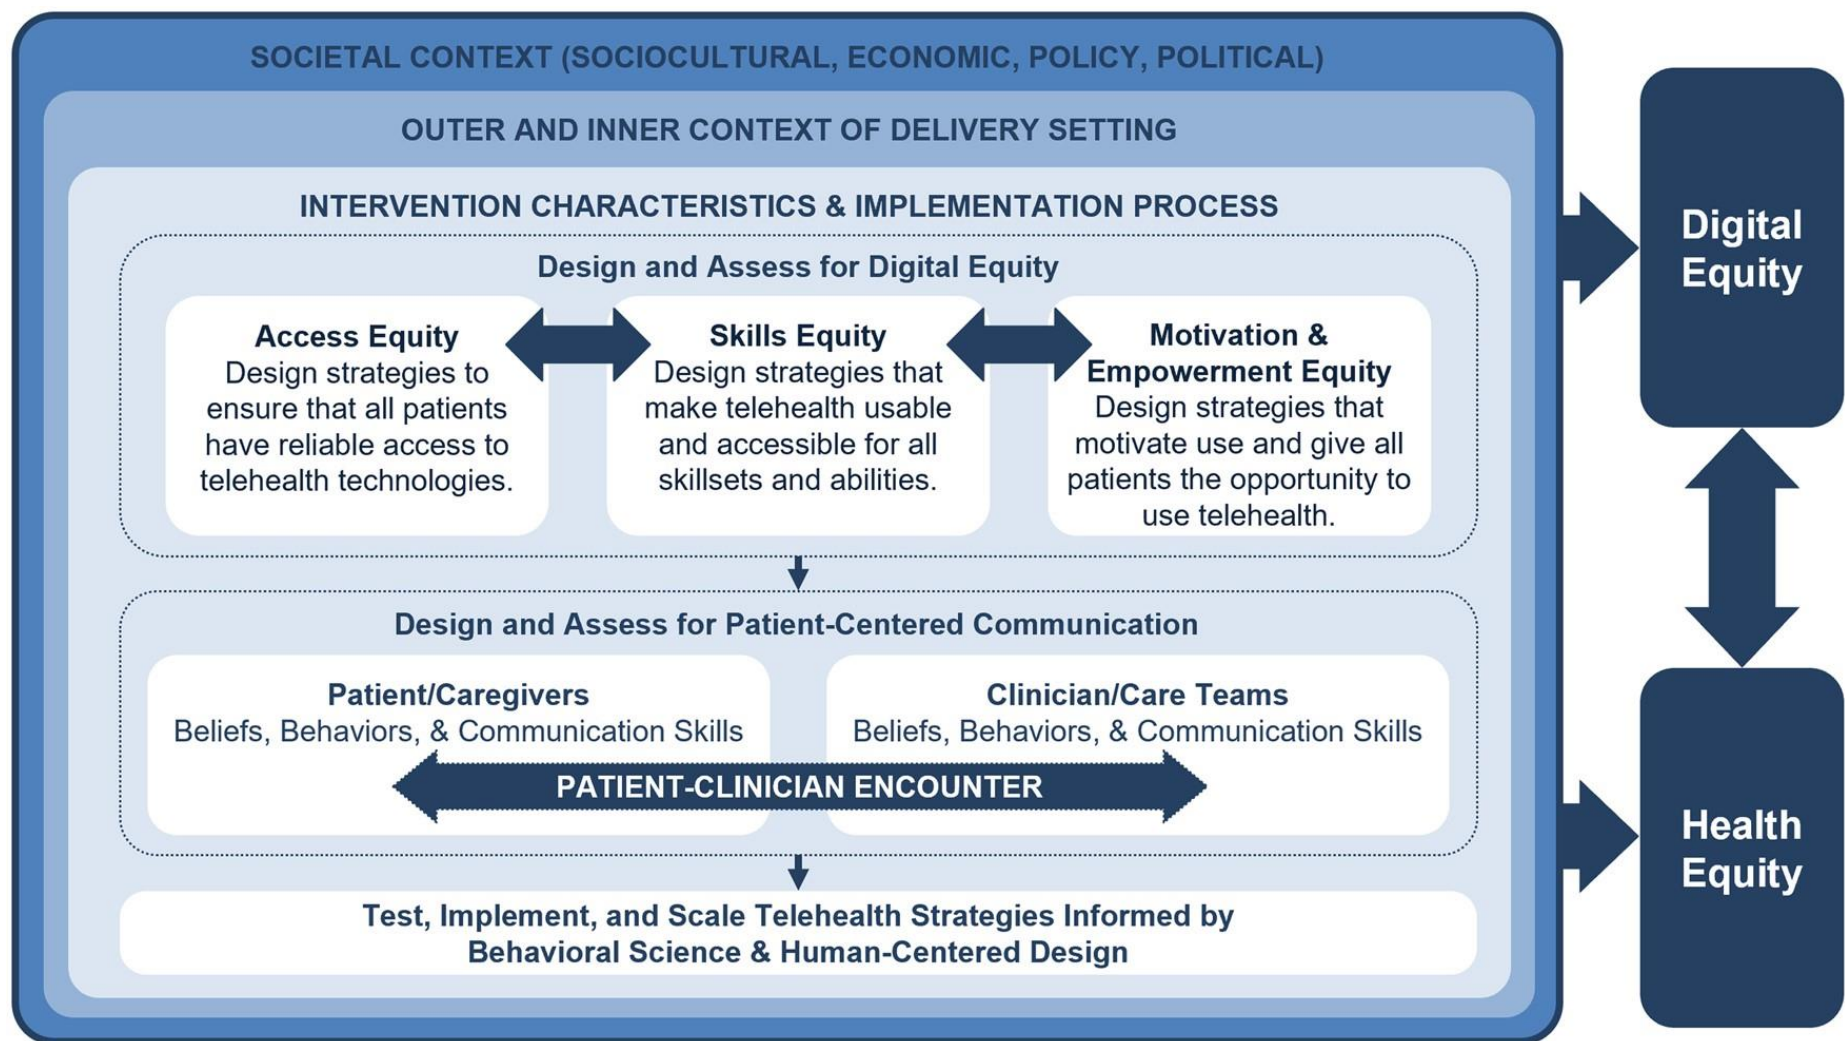 SOCIETAL CONTEXT (SOCIOCULTURAL, ECONOMIC, POLICY, POLITICAL)
OUTER AND INNER CONTEXT OF DELIVERY SETTING
INTERVENTION CHARACTERISTICS & IMPLEMENTATION PROCESS
Design and Assess for Digital Equity
Access Equity
Design strategies to
ensure that all patients
have reliable access to
telehealth technologies.
Skills Equity
Design strategies that
make telehealth usable
and accessible for all
skillsets and abilities.
Motivation &
Empowerment Equity
Design strategies that
motivate use and give all
patients the opportunity to
use telehealth.
Design and Assess for Patient-Centered Communication
Patient/Caregivers
Beliefs, Behaviors, & Communication Skills
Clinician/Care Teams
Beliefs, Behaviors, & Communication Skills
PATIENT-CLINICIAN ENCOUNTER
Test, Implement, and Scale Telehealth Strategies Informed by
Behavioral Science & Human-Centered Design
Digital
Equity
Health
Equity